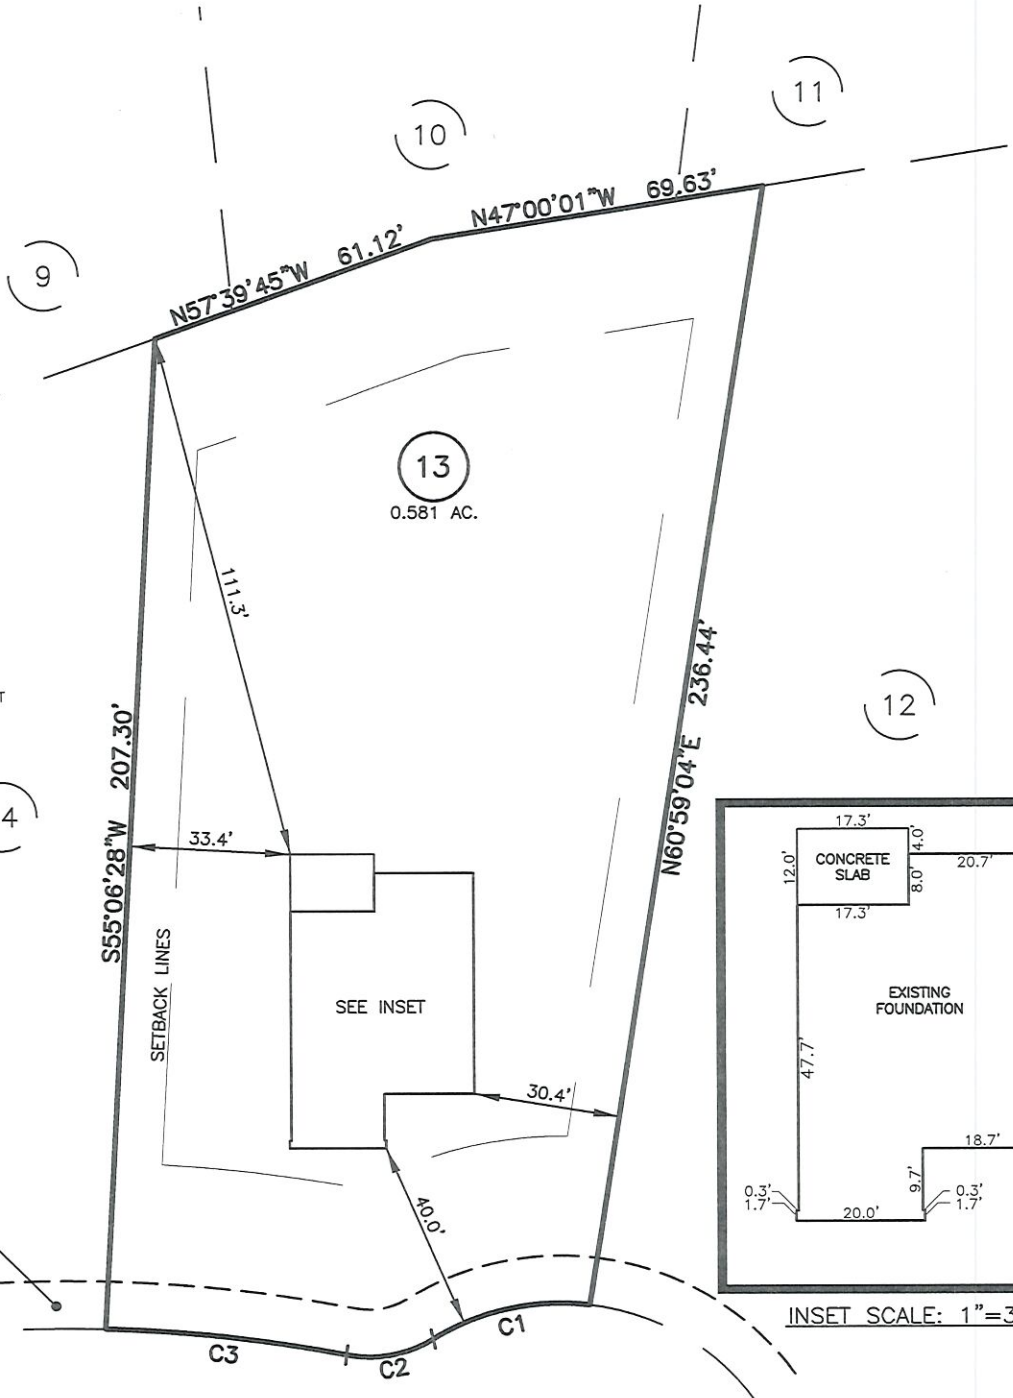 11
10
N47°00'01"W 69.63'
9
N57°39'45"W 61.12'
13
0.581 AC.
111.3'
S55°06'28"W 207.30'
N60°59'04"E 236.44'
12
T
4
33.4'
SETBACK LINES
SEE INSET
30.4'
40.0'
C3
C2
C1
17.3'
4.0'
12.0'
CONCRETE
SLAB
20.7'
8.0'
17.3'
EXISTING
FOUNDATION
47.7'
18.7'
9.7'
0.3'
1.7'
0.3'
1.7'
20.0'
INSET SCALE: 1"=3